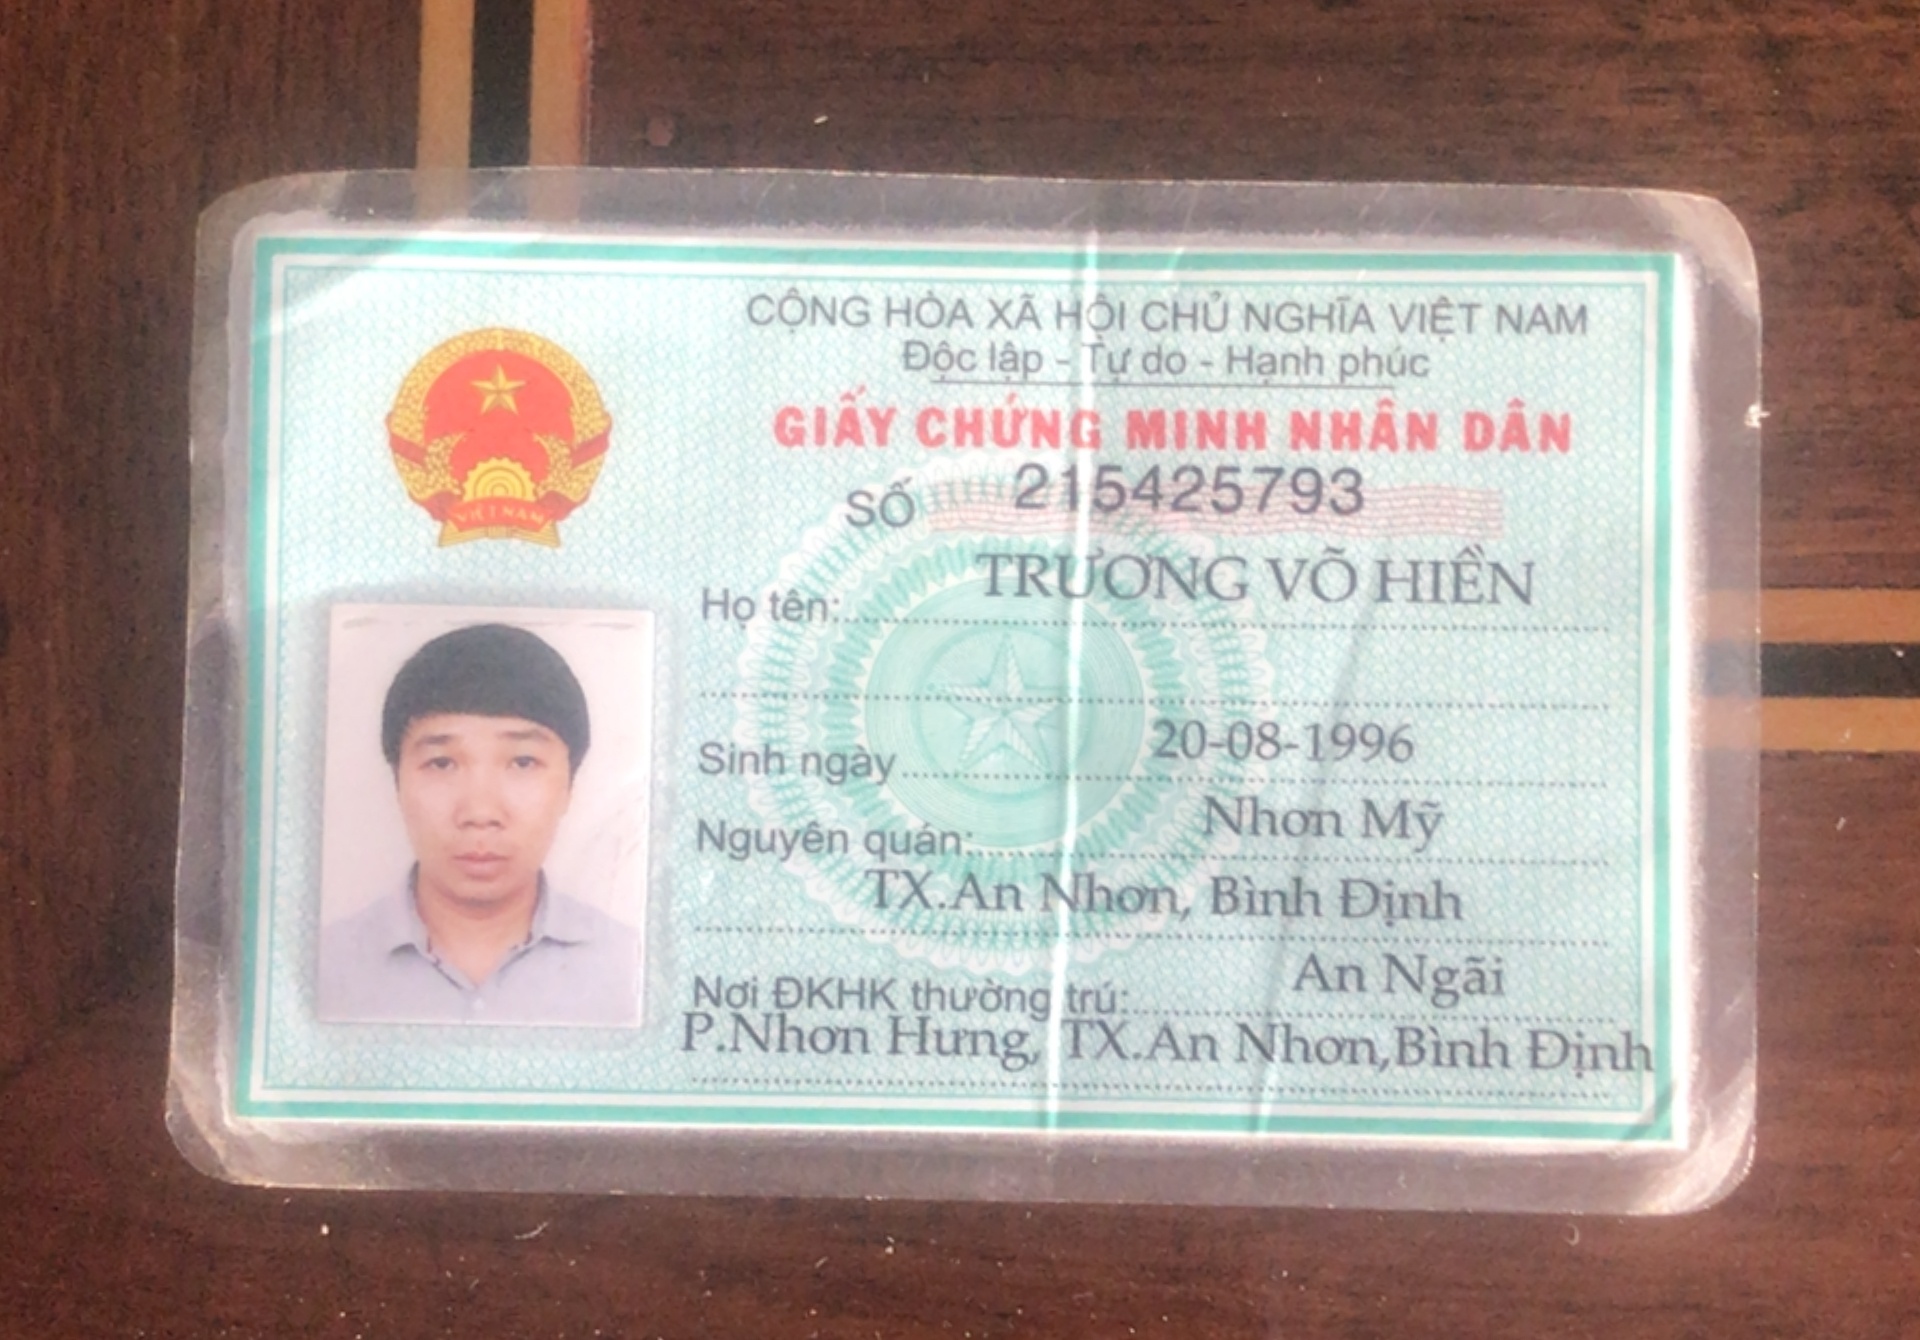 CỘNG HÒA XÃ HỘI CHỦ NGHĨA VIỆT NAM
Độc lập - Tự do - Hạnh phúc
GIẤY CHỨNG MINH NHÂN DÂN
SỐ 215425793
VIỆT NAM
Họ tên: TRƯƠNG VÕ HIỀN
Sinh ngày 20-08-1996
Nguyên quán: Nhơn Mỹ
TX.An Nhơn, Bình Định
Nơi ĐKHK thường trú: An Ngãi
P.Nhơn Hưng, TX.An Nhơn,Bình Định